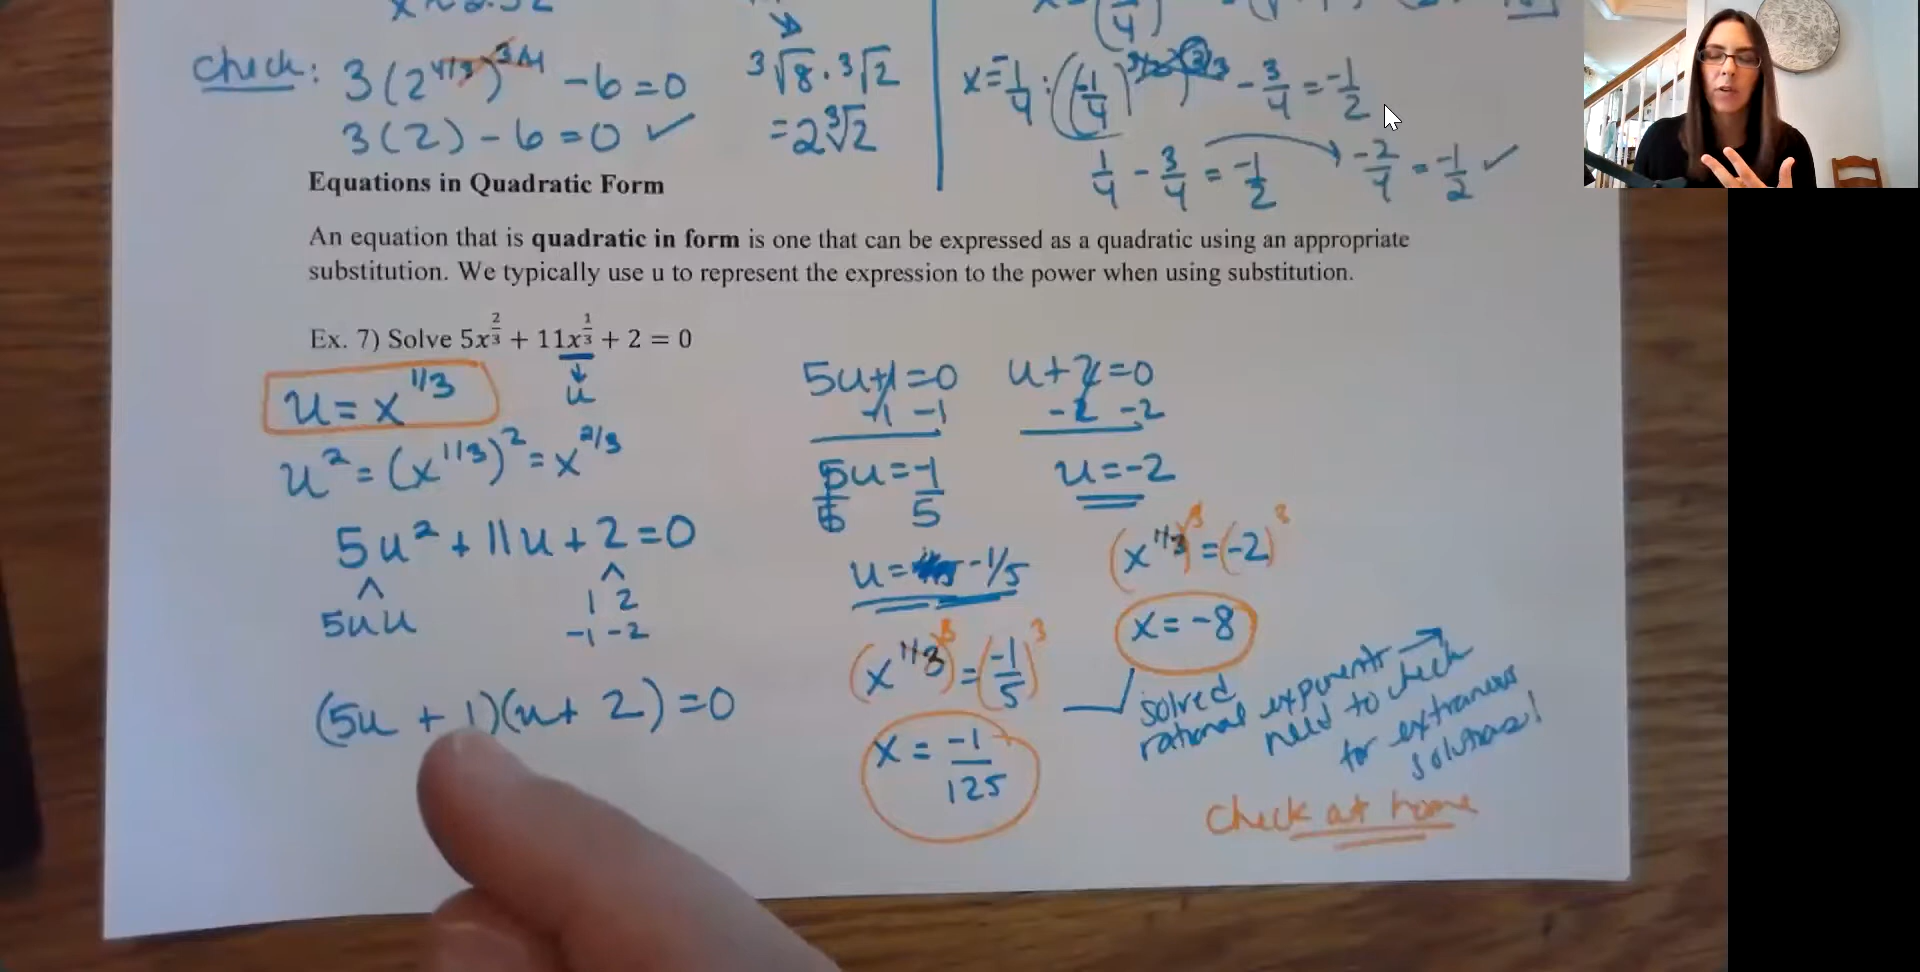 Check: 3(2^4/3)^3/4 - 6 = 0
3(2) - 6 = 0 ✓
³√8 · ³√2
= 2³√2
x = -1/4 : - 3/4 = -1/2
1/4 - 3/4 = -1/2 → -2/4 = -1/2 ✓
Equations in Quadratic Form
An equation that is quadratic in form is one that can be expressed as a quadratic using an appropriate
substitution. We typically use u to represent the expression to the power when using substitution.
Ex. 7) Solve 5x^2/3 + 11x^1/3 + 2 = 0
u
u = x^1/3
u² = (x^1/3)² = x^2/3
5u² + 11u + 2 = 0
5u u
1 2
-1 -2
(5u + 1)(u + 2) = 0
5u + 1 = 0
-1 -1
5u = -1
5 5
u = -1/5
(x^1/3)³ = (-1/5)³
x = -1/125
u + 2 = 0
-2 -2
u = -2
(x^1/3)³ = (-2)³
x = -8
solved
rational exponents →
need to check
for extraneous
solutions!
check at home